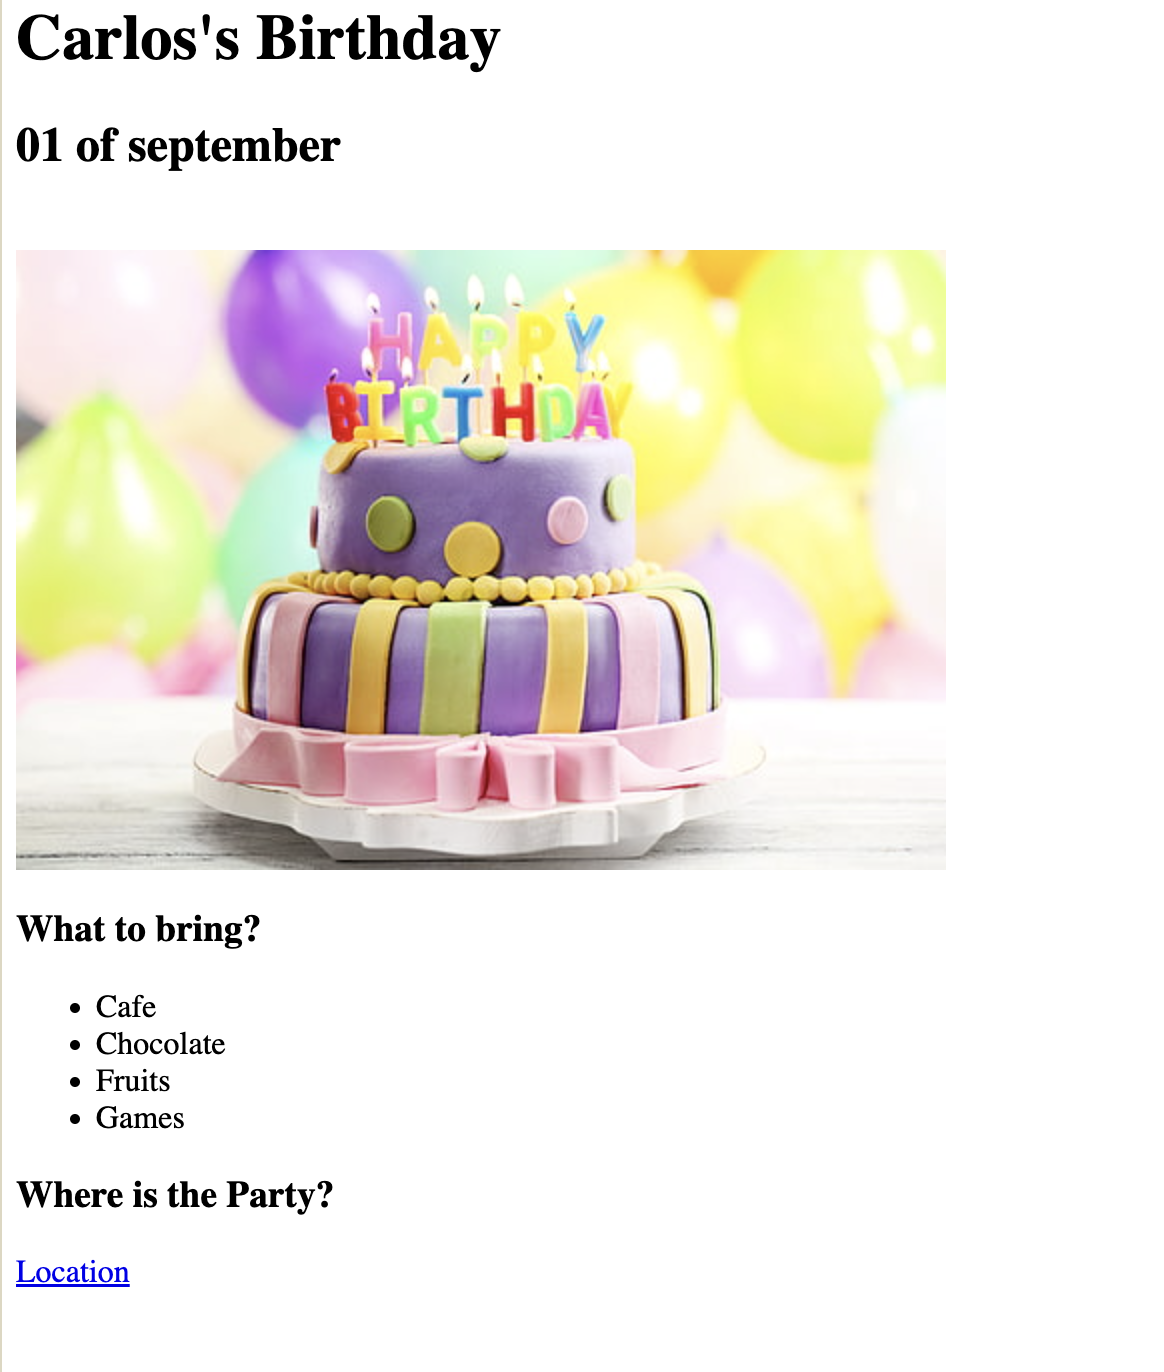 Carlos's Birthday
01 of september
HAPPY
BIRTHDAY
What to bring?
Cafe
Chocolate
Fruits
Games
Where is the Party?
Location